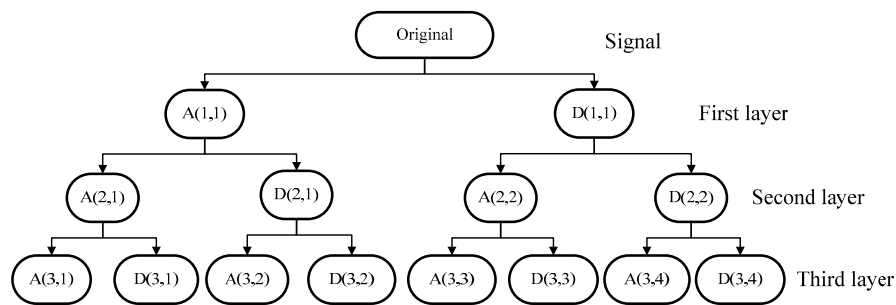 Original
Signal
A(1,1)
D(1,1)
First layer
A(2,1)
D(2,1)
A(2,2)
D(2,2)
Second layer
A(3,1)
D(3,1)
A(3,2)
D(3,2)
A(3,3)
D(3,3)
A(3,4)
D(3,4)
Third layer